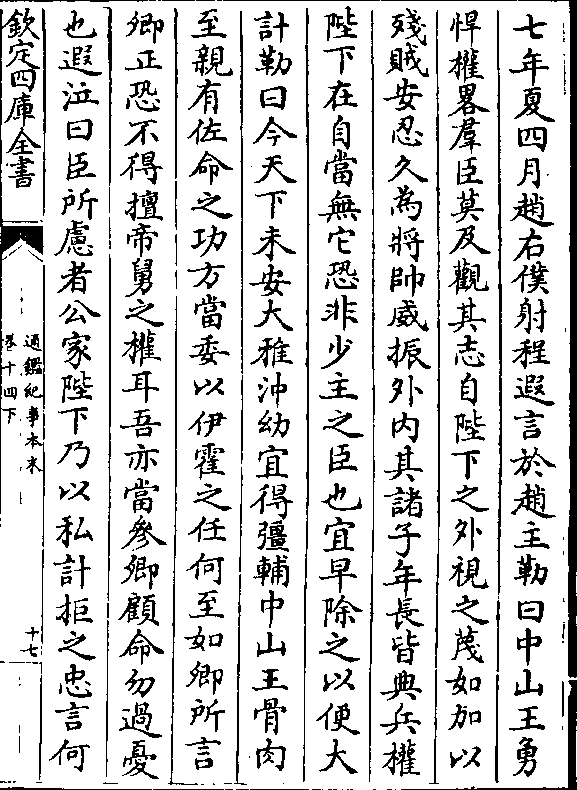 七年夏四月趙右僕射程遐言於趙主勒曰中山王勇
悍權畧羣臣莫及觀其志自陛下之外視之蔑如加以
殘賊安忍久為將帥威振外内其諸子年長皆典兵權
陛下在自當無它恐非少主之臣也宜早除之以便大
計勒曰今天下未安大雅冲幼宜得彊輔中山王骨肉
至親有佐命之功方當委以伊霍之任何至如卿所言
卿正恐不得擅帝舅之權耳吾亦當參卿顧命勿過憂
也遐泣曰臣所慮者公家陛下乃以私計拒之忠言何
欽定四庫全書
通鑑紀事本末
卷十四下
十七